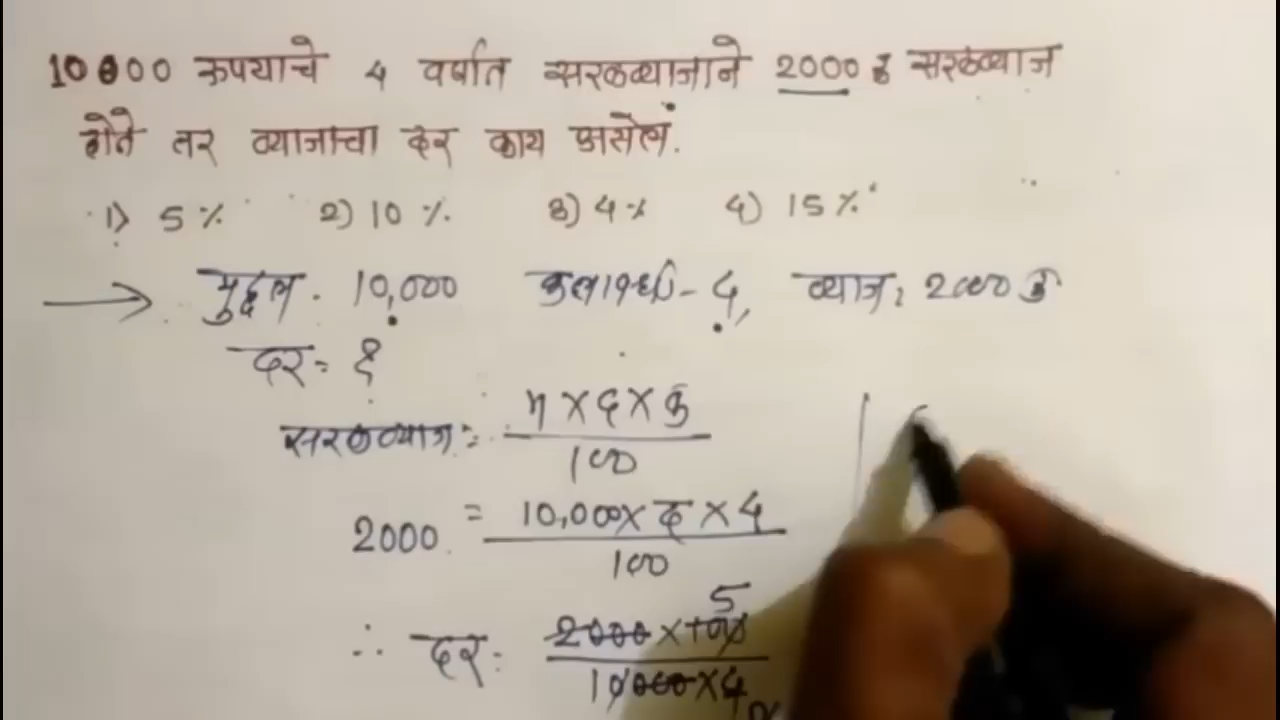 10000 रुपयाचे 4 वर्षात सरळव्याजाने 2000 रु सरळव्याज
होते तर व्याजाचा दर काय असेल.
1) 5% 2) 10% 3) 4% 4) 15%
मुद्दल. 10,000 कुलावधी- 4, व्याज: 2000 रु
दर= ?
सरळव्याज = म×द×क
100
2000 = 10,000× द ×4
100
∴ दर= 5
2000×100
10000×4